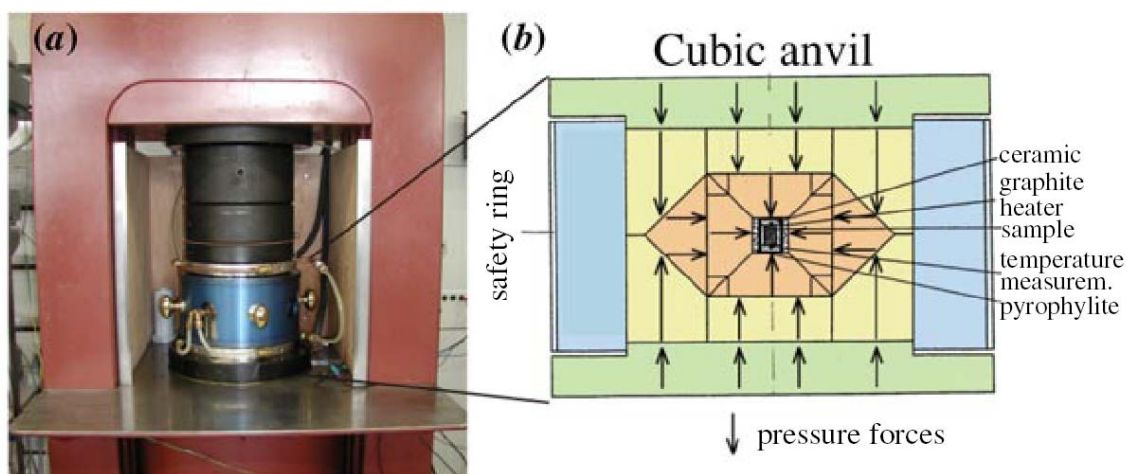 (a)
(b)
Cubic anvil
safety ring
ceramic
graphite
heater
sample
temperature
measurem.
pyrophylite
pressure forces